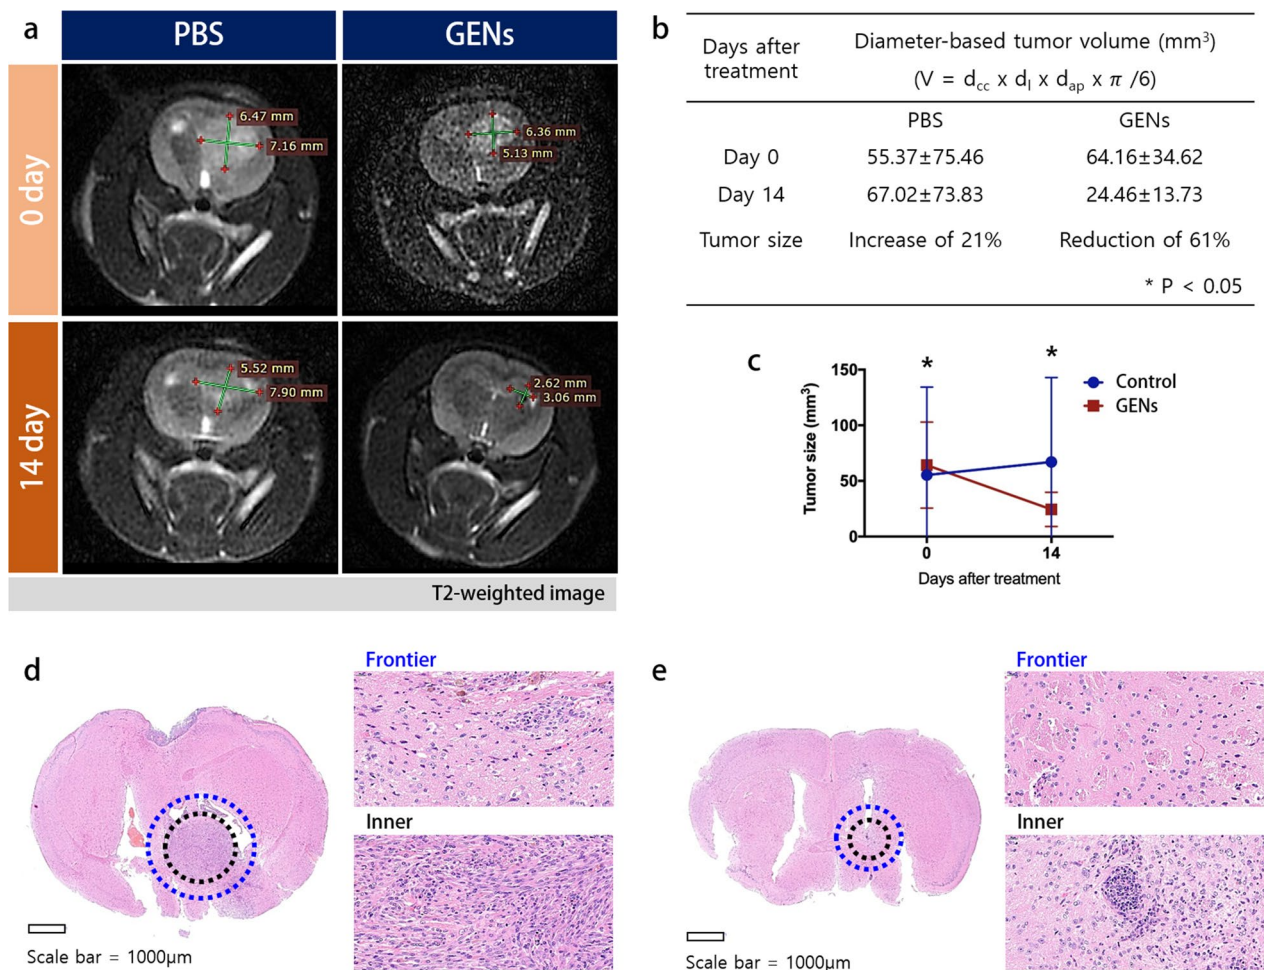 a
PBS
GENs
0 day
6.47 mm
7.16 mm
6.36 mm
5.13 mm
14 day
5.52 mm
7.90 mm
2.62 mm
3.06 mm
T2-weighted image
b
Days after treatment
Diameter-based tumor volume (mm³)
(V = d_cc x d_l x d_ap x π /6)
PBS GENs
Day 0 55.37±75.46 64.16±34.62
Day 14 67.02±73.83 24.46±13.73
Tumor size Increase of 21% Reduction of 61%
* P < 0.05
c
* *
Tumor size (mm³)
150
100
50
0
0 14
Days after treatment
Control
GENs
d
Frontier
Inner
Scale bar = 1000μm
e
Frontier
Inner
Scale bar = 1000μm